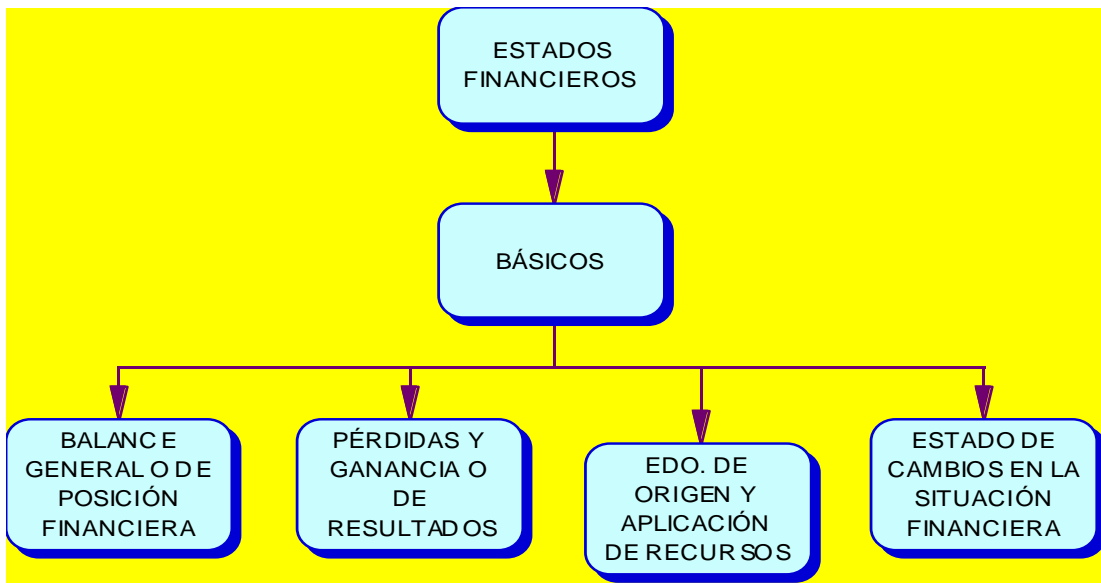 ESTADOS
FINANCIEROS
BÁSICOS
BALANCE
GENERAL O DE
POSICIÓN
FINANCIERA
PÉRDIDAS Y
GANANCIA O
DE
RESULTADOS
EDO. DE
ORIGEN Y
APLICACIÓN
DE RECURSOS
ESTADO DE
CAMBIOS EN LA
SITUACIÓN
FINANCIERA